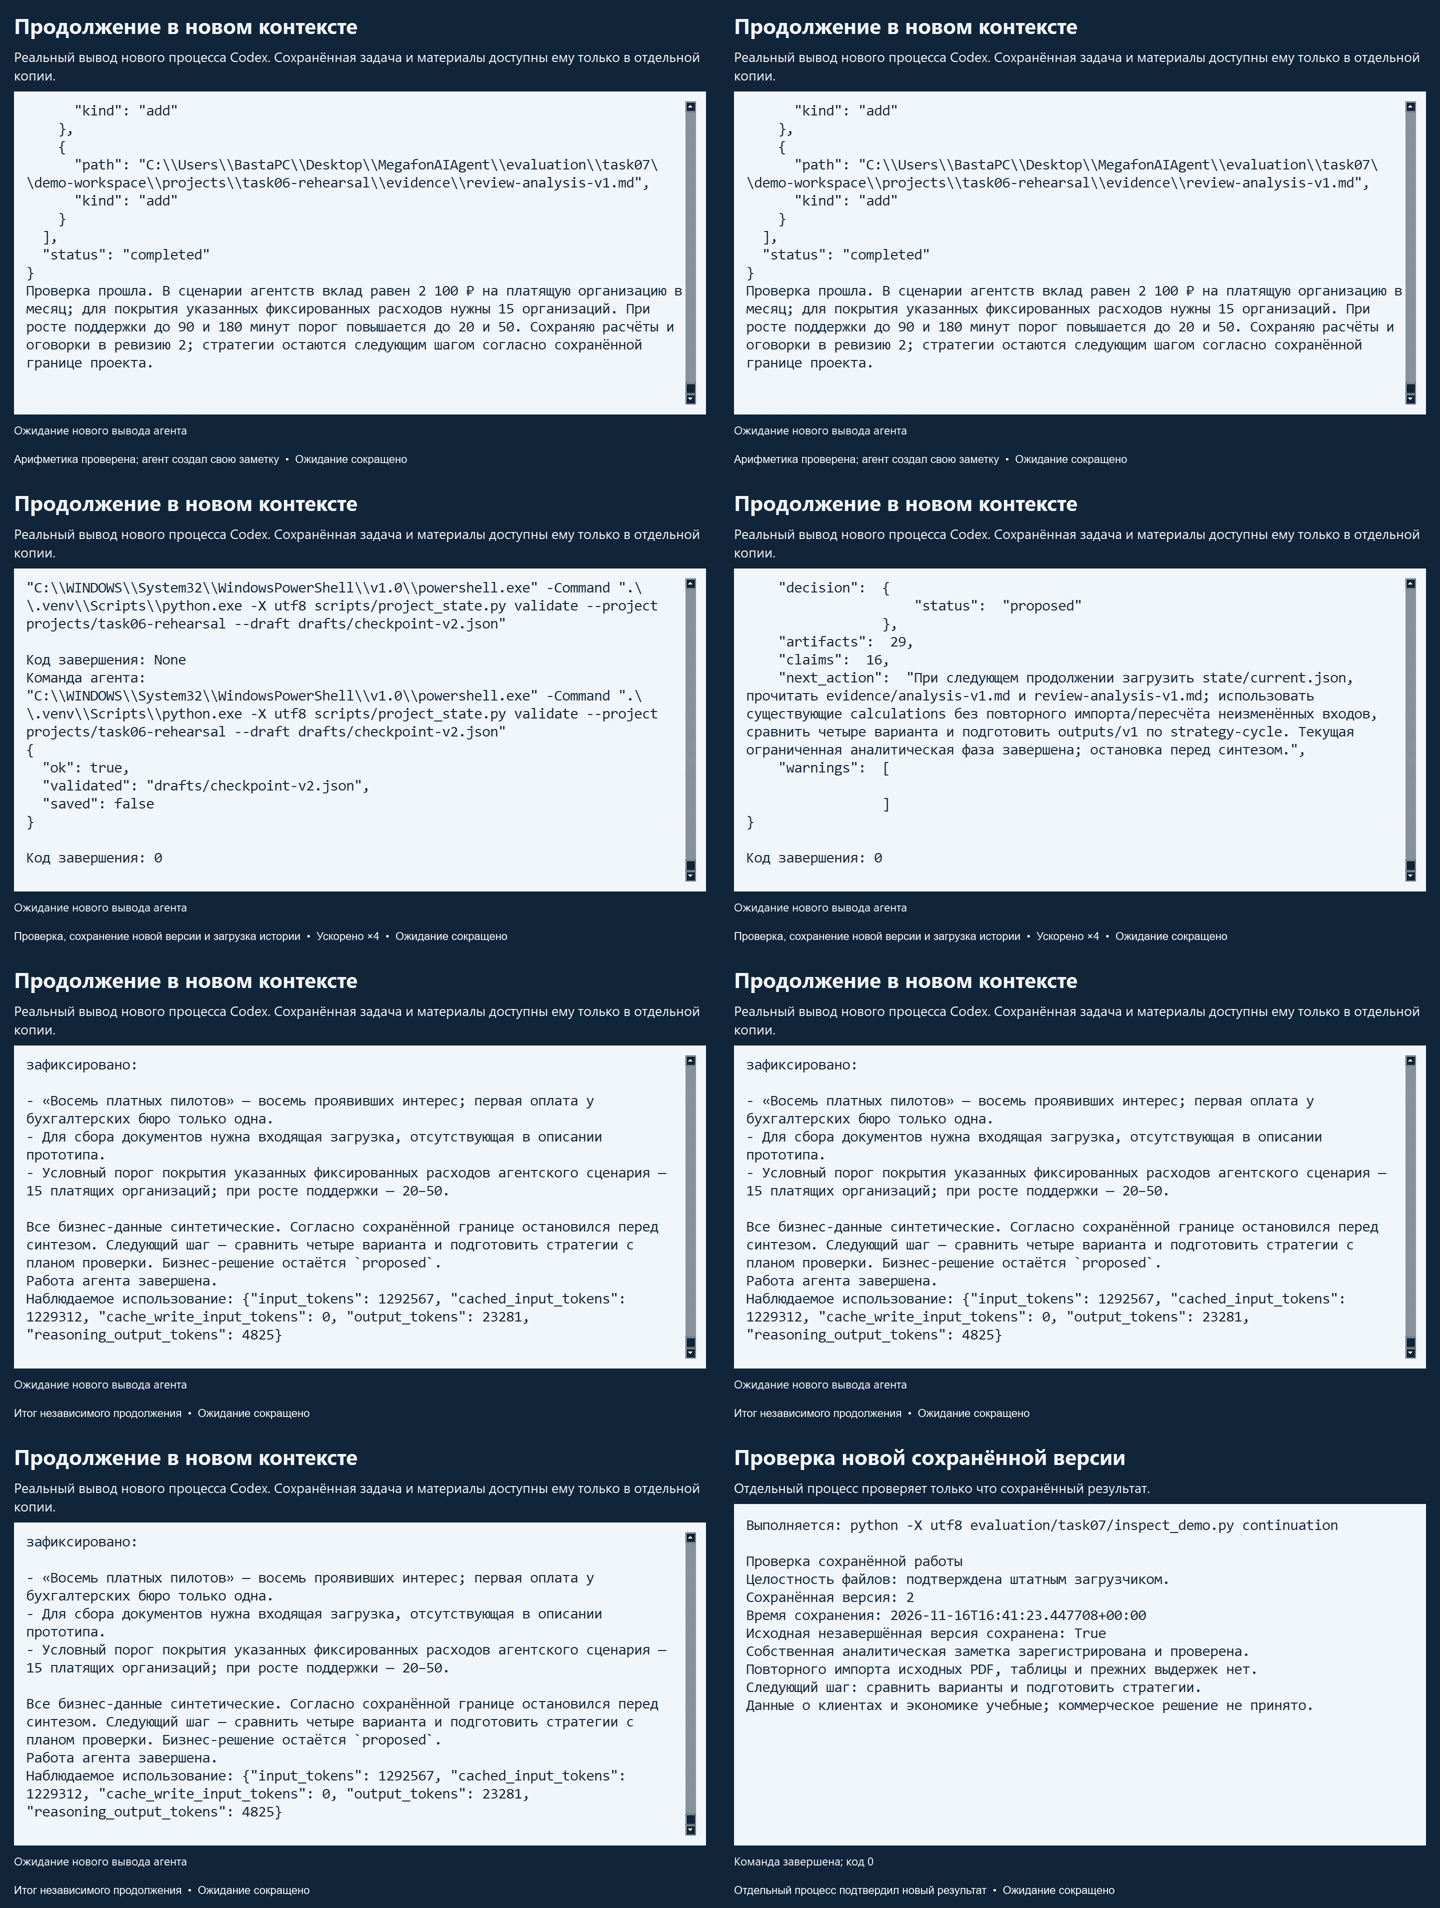 Продолжение в новом контексте
Реальный вывод нового процесса Codex. Сохранённая задача и материалы доступны ему только в отдельной
копии.
"kind": "add"
},
{
"path": "C:\\Users\\BastaPC\\Desktop\\MegafonAIAgent\\evaluation\\task07\
\demo-workspace\\projects\\task06-rehearsal\\evidence\\review-analysis-v1.md",
"kind": "add"
}
],
"status": "completed"
}
Проверка прошла. В сценарии агентств вклад равен 2 100 ₽ на платящую организацию в
месяц; для покрытия указанных фиксированных расходов нужны 15 организаций. При
росте поддержки до 90 и 180 минут порог повышается до 20 и 50. Сохраняю расчёты и
оговорки в ревизию 2; стратегии остаются следующим шагом согласно сохранённой
границе проекта.
Ожидание нового вывода агента
Арифметика проверена; агент создал свою заметку • Ожидание сокращено
Продолжение в новом контексте
Реальный вывод нового процесса Codex. Сохранённая задача и материалы доступны ему только в отдельной
копии.
"kind": "add"
},
{
"path": "C:\\Users\\BastaPC\\Desktop\\MegafonAIAgent\\evaluation\\task07\
\demo-workspace\\projects\\task06-rehearsal\\evidence\\review-analysis-v1.md",
"kind": "add"
}
],
"status": "completed"
}
Проверка прошла. В сценарии агентств вклад равен 2 100 ₽ на платящую организацию в
месяц; для покрытия указанных фиксированных расходов нужны 15 организаций. При
росте поддержки до 90 и 180 минут порог повышается до 20 и 50. Сохраняю расчёты и
оговорки в ревизию 2; стратегии остаются следующим шагом согласно сохранённой
границе проекта.
Ожидание нового вывода агента
Арифметика проверена; агент создал свою заметку • Ожидание сокращено
Продолжение в новом контексте
Реальный вывод нового процесса Codex. Сохранённая задача и материалы доступны ему только в отдельной
копии.
"C:\\WINDOWS\\System32\\WindowsPowerShell\\v1.0\\powershell.exe" -Command ".\
\.venv\\Scripts\\python.exe -X utf8 scripts/project_state.py validate --project
projects/task06-rehearsal --draft drafts/checkpoint-v2.json"
Код завершения: None
Команда агента:
"C:\\WINDOWS\\System32\\WindowsPowerShell\\v1.0\\powershell.exe" -Command ".\
\.venv\\Scripts\\python.exe -X utf8 scripts/project_state.py validate --project
projects/task06-rehearsal --draft drafts/checkpoint-v2.json"
{
"ok": true,
"validated": "drafts/checkpoint-v2.json",
"saved": false
}
Код завершения: 0
Ожидание нового вывода агента
Проверка, сохранение новой версии и загрузка истории • Ускорено ×4 • Ожидание сокращено
Продолжение в новом контексте
Реальный вывод нового процесса Codex. Сохранённая задача и материалы доступны ему только в отдельной
копии.
"decision": {
"status": "proposed"
},
"artifacts": 29,
"claims": 16,
"next_action": "При следующем продолжении загрузить state/current.json,
прочитать evidence/analysis-v1.md и review-analysis-v1.md; использовать
существующие calculations без повторного импорта/пересчёта неизменённых входов,
сравнить четыре варианта и подготовить outputs/v1 по strategy-cycle. Текущая
ограниченная аналитическая фаза завершена; остановка перед синтезом.",
"warnings": [
]
}
Код завершения: 0
Ожидание нового вывода агента
Проверка, сохранение новой версии и загрузка истории • Ускорено ×4 • Ожидание сокращено
Продолжение в новом контексте
Реальный вывод нового процесса Codex. Сохранённая задача и материалы доступны ему только в отдельной
копии.
зафиксировано:
- «Восемь платных пилотов» — восемь проявивших интерес; первая оплата у
бухгалтерских бюро только одна.
- Для сбора документов нужна входящая загрузка, отсутствующая в описании
прототипа.
- Условный порог покрытия указанных фиксированных расходов агентского сценария —
15 платящих организаций; при росте поддержки — 20–50.
Все бизнес-данные синтетические. Согласно сохранённой границе остановился перед
синтезом. Следующий шаг — сравнить четыре варианта и подготовить стратегии с
планом проверки. Бизнес-решение остаётся `proposed`.
Работа агента завершена.
Наблюдаемое использование: {"input_tokens": 1292567, "cached_input_tokens":
1229312, "cache_write_input_tokens": 0, "output_tokens": 23281,
"reasoning_output_tokens": 4825}
Ожидание нового вывода агента
Итог независимого продолжения • Ожидание сокращено
Продолжение в новом контексте
Реальный вывод нового процесса Codex. Сохранённая задача и материалы доступны ему только в отдельной
копии.
зафиксировано:
- «Восемь платных пилотов» — восемь проявивших интерес; первая оплата у
бухгалтерских бюро только одна.
- Для сбора документов нужна входящая загрузка, отсутствующая в описании
прототипа.
- Условный порог покрытия указанных фиксированных расходов агентского сценария —
15 платящих организаций; при росте поддержки — 20–50.
Все бизнес-данные синтетические. Согласно сохранённой границе остановился перед
синтезом. Следующий шаг — сравнить четыре варианта и подготовить стратегии с
планом проверки. Бизнес-решение остаётся `proposed`.
Работа агента завершена.
Наблюдаемое использование: {"input_tokens": 1292567, "cached_input_tokens":
1229312, "cache_write_input_tokens": 0, "output_tokens": 23281,
"reasoning_output_tokens": 4825}
Ожидание нового вывода агента
Итог независимого продолжения • Ожидание сокращено
Продолжение в новом контексте
Реальный вывод нового процесса Codex. Сохранённая задача и материалы доступны ему только в отдельной
копии.
зафиксировано:
- «Восемь платных пилотов» — восемь проявивших интерес; первая оплата у
бухгалтерских бюро только одна.
- Для сбора документов нужна входящая загрузка, отсутствующая в описании
прототипа.
- Условный порог покрытия указанных фиксированных расходов агентского сценария —
15 платящих организаций; при росте поддержки — 20–50.
Все бизнес-данные синтетические. Согласно сохранённой границе остановился перед
синтезом. Следующий шаг — сравнить четыре варианта и подготовить стратегии с
планом проверки. Бизнес-решение остаётся `proposed`.
Работа агента завершена.
Наблюдаемое использование: {"input_tokens": 1292567, "cached_input_tokens":
1229312, "cache_write_input_tokens": 0, "output_tokens": 23281,
"reasoning_output_tokens": 4825}
Ожидание нового вывода агента
Итог независимого продолжения • Ожидание сокращено
Проверка новой сохранённой версии
Отдельный процесс проверяет только что сохранённый результат.
Выполняется: python -X utf8 evaluation/task07/inspect_demo.py continuation
Проверка сохранённой работы
Целостность файлов: подтверждена штатным загрузчиком.
Сохранённая версия: 2
Время сохранения: 2026-11-16T16:41:23.447708+00:00
Исходная незавершённая версия сохранена: True
Собственная аналитическая заметка зарегистрирована и проверена.
Повторного импорта исходных PDF, таблицы и прежних выдержек нет.
Следующий шаг: сравнить варианты и подготовить стратегии.
Данные о клиентах и экономике учебные; коммерческое решение не принято.
Команда завершена; код 0
Отдельный процесс подтвердил новый результат • Ожидание сокращено